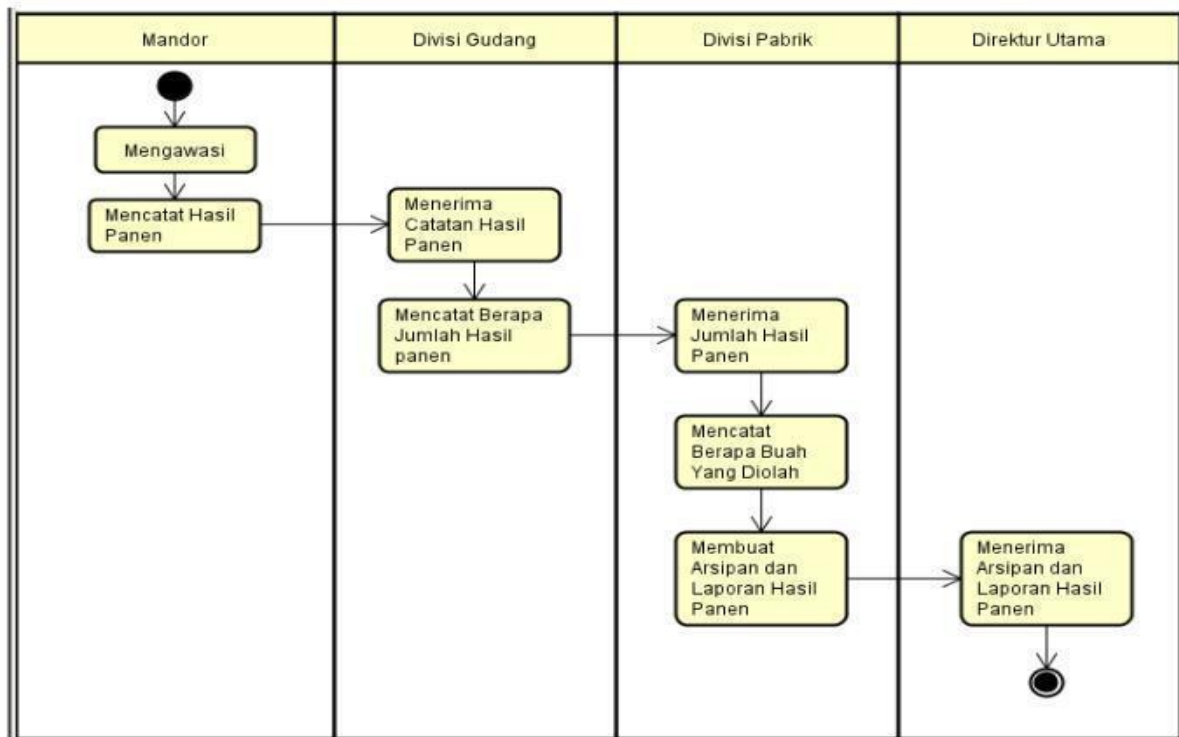 Mandor
Divisi Gudang
Divisi Pabrik
Direktur Utama
Mengawasi
Mencatat Hasil
Panen
Menerima
Catatan Hasil
Panen
Mencatat Berapa
Jumlah Hasil
panen
Menerima
Jumlah Hasil
Panen
Mencatat
Berapa Buah
Yang Diolah
Membuat
Arsipan dan
Laporan Hasil
Panen
Menerima
Arsipan dan
Laporan Hasil
Panen